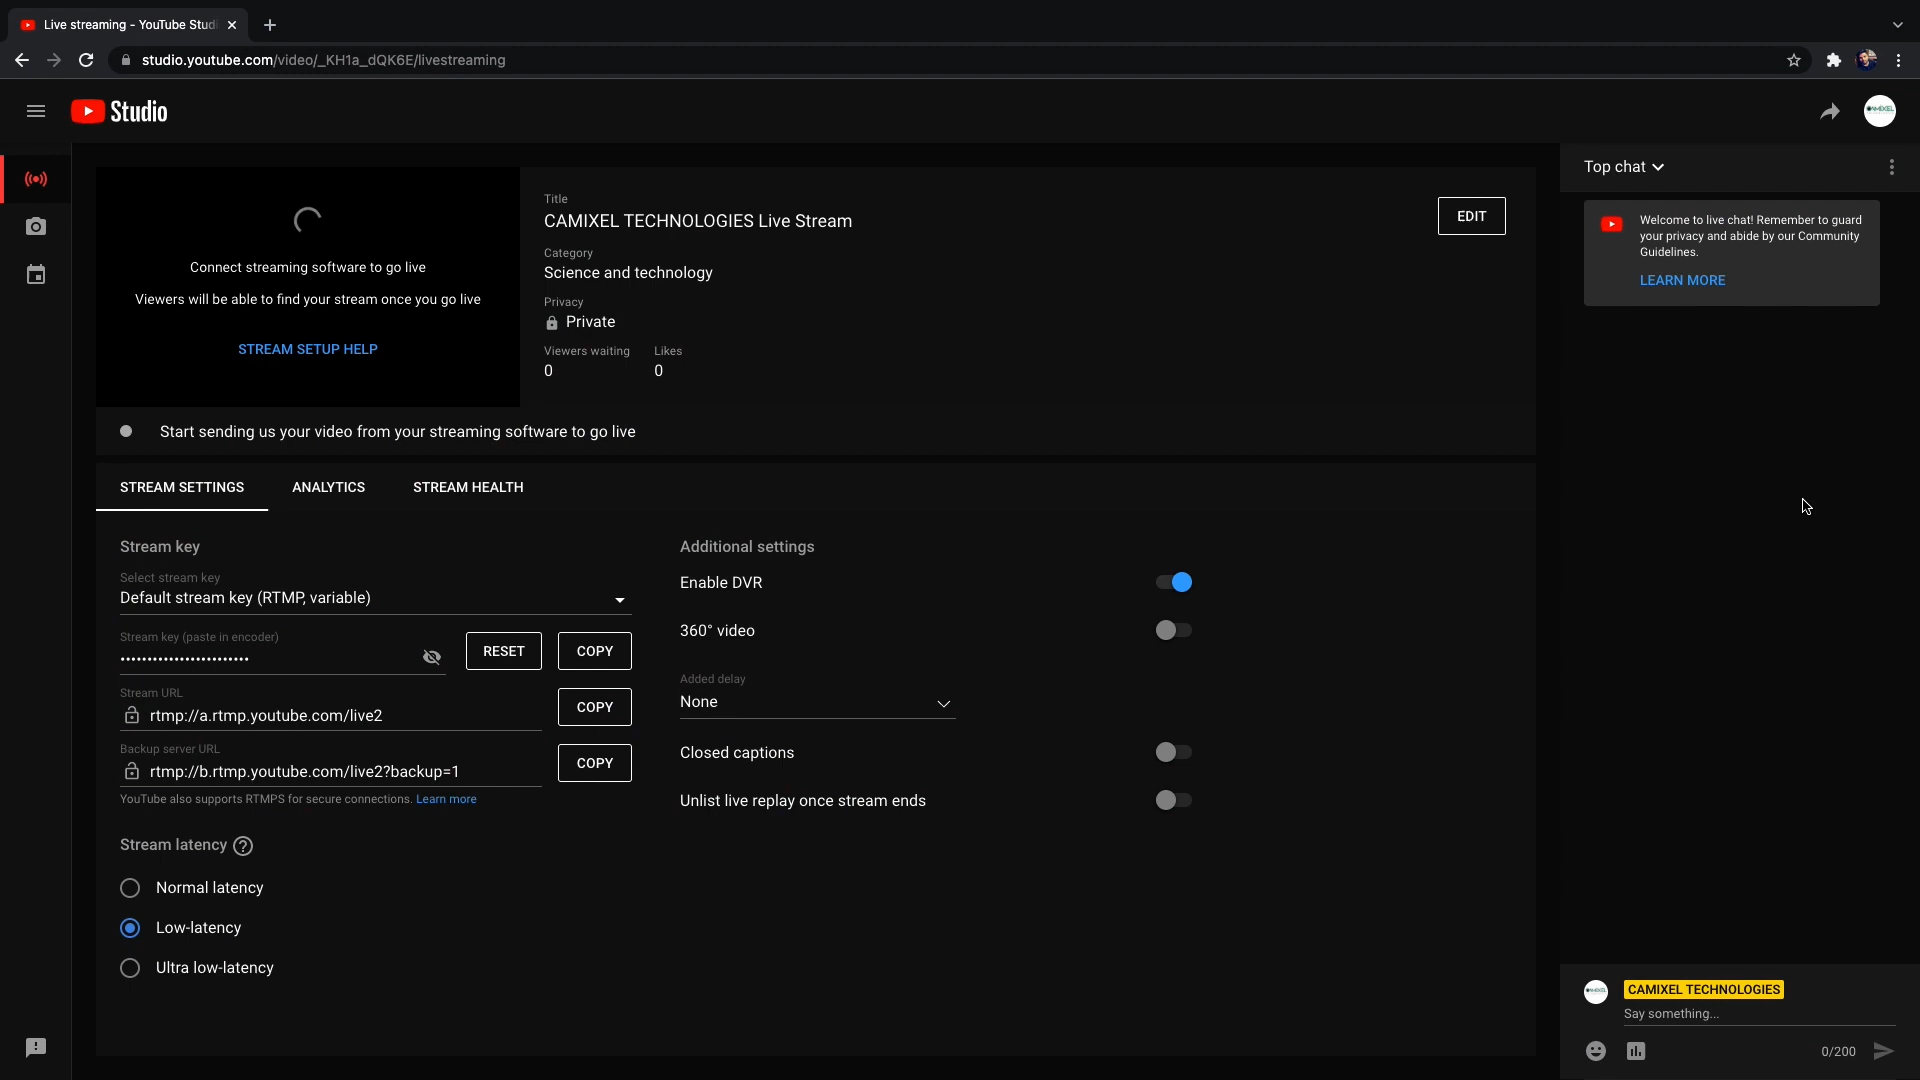 Live streaming - YouTube Studi
studio.youtube.com/video/_KH1a_dQK6E/livestreaming
Studio
CAMIXEL
Connect streaming software to go live
Viewers will be able to find your stream once you go live
STREAM SETUP HELP
Title
CAMIXEL TECHNOLOGIES Live Stream
EDIT
Category
Science and technology
Privacy
Private
Viewers waiting Likes
0 0
Start sending us your video from your streaming software to go live
STREAM SETTINGS ANALYTICS STREAM HEALTH
Stream key
Select stream key
Default stream key (RTMP, variable)
Stream key (paste in encoder)
••••••••••••••••••••••••
RESET COPY
Stream URL
rtmp://a.rtmp.youtube.com/live2
COPY
Backup server URL
rtmp://b.rtmp.youtube.com/live2?backup=1
COPY
YouTube also supports RTMPS for secure connections. Learn more
Stream latency ?
Normal latency
Low-latency
Ultra low-latency
Additional settings
Enable DVR
360° video
Added delay
None
Closed captions
Unlist live replay once stream ends
Top chat
Welcome to live chat! Remember to guard
your privacy and abide by our Community
Guidelines.
LEARN MORE
CAMIXEL TECHNOLOGIES
Say something...
0/200